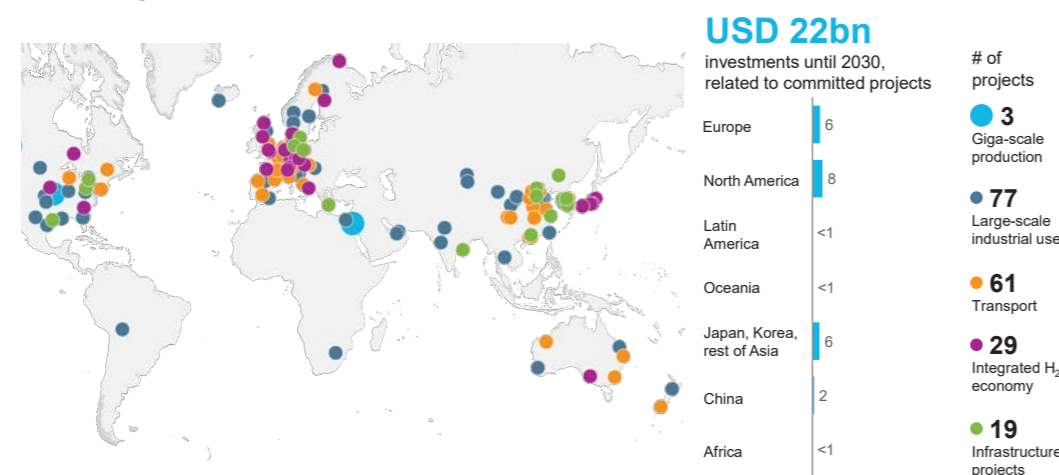 USD 22bn
investments until 2030,
related to committed projects
Europe
6
North America
8
Latin
America
<1
Oceania
<1
Japan, Korea,
rest of Asia
6
China
2
Africa
<1
# of
projects
3
Giga-scale
production
77
Large-scale
industrial use
61
Transport
29
Integrated H2
economy
19
Infrastructure
projects